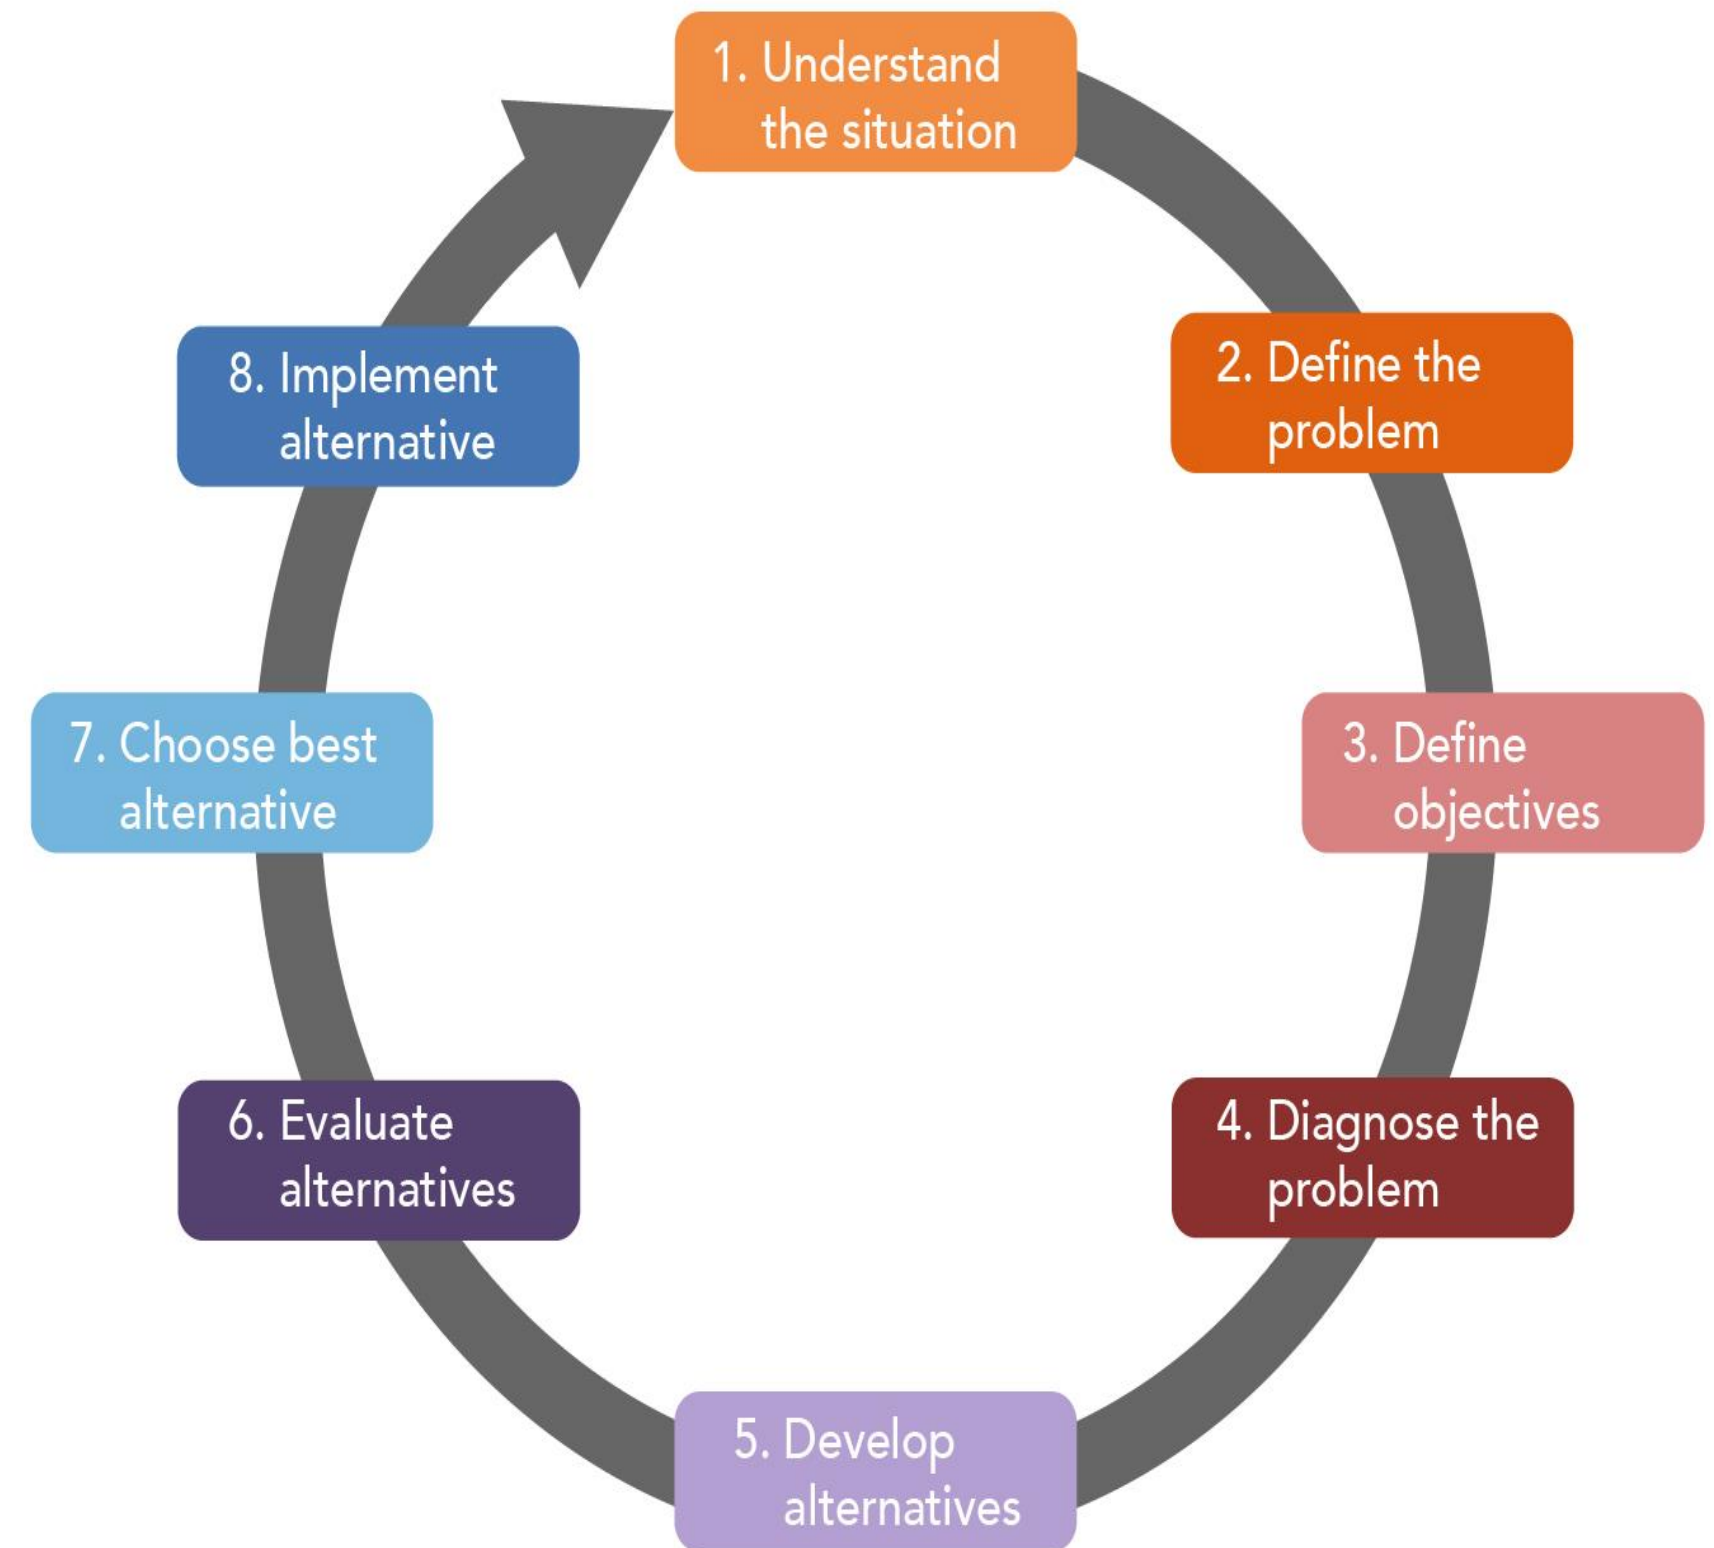 1. Understand
the situation
2. Define the
problem
3. Define
objectives
4. Diagnose the
problem
5. Develop
alternatives
6. Evaluate
alternatives
7. Choose best
alternative
8. Implement
alternative